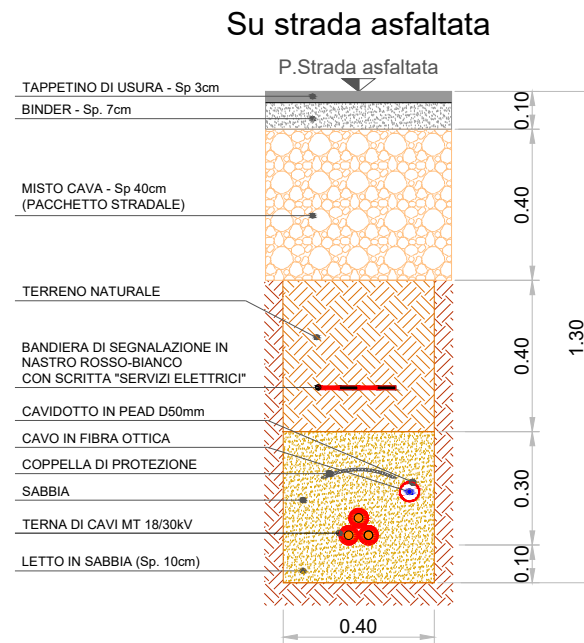 Su strada asfaltata
P.Strada asfaltata
TAPPETINO DI USURA - Sp 3cm
BINDER - Sp. 7cm
MISTO CAVA - Sp 40cm
(PACCHETTO STRADALE)
TERRENO NATURALE
BANDIERA DI SEGNALAZIONE IN
NASTRO ROSSO-BIANCO
CON SCRITTA "SERVIZI ELETTRICI"
CAVIDOTTO IN PEAD D50mm
CAVO IN FIBRA OTTICA
COPPELLA DI PROTEZIONE
SABBIA
TERNA DI CAVI MT 18/30kV
LETTO IN SABBIA (Sp. 10cm)
0.10
0.40
0.40
0.30
0.10
1.30
0.40